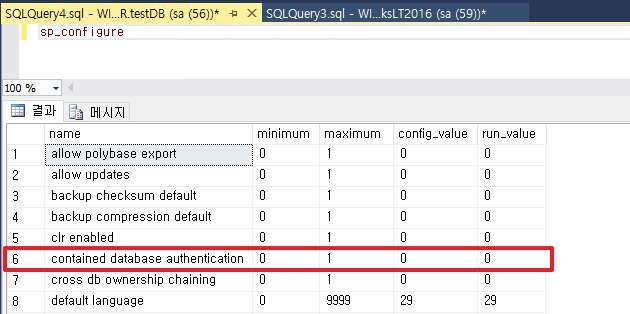 SQLQuery4.sql - WI...R.testDB (sa (56))* SQLQuery3.sql - WI...ksLT2016 (sa (59))*
sp_configure
100 %
결과 메시지
name minimum maximum config_value run_value
1 allow polybase export 0 1 0 0
2 allow updates 0 1 0 0
3 backup checksum default 0 1 0 0
4 backup compression default 0 1 0 0
5 clr enabled 0 1 0 0
6 contained database authentication 0 1 0 0
7 cross db ownership chaining 0 1 0 0
8 default language 0 9999 29 29